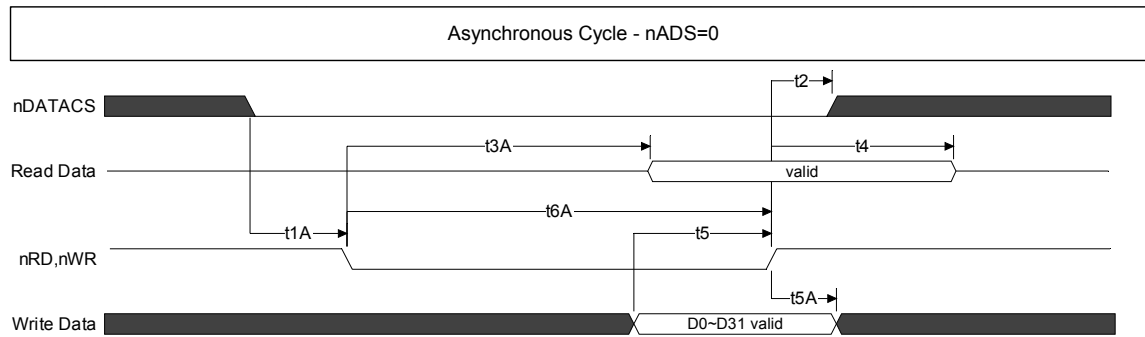 Asynchronous Cycle - nADS=0
t2
nDATACS
t3A
t4
Read Data
valid
t6A
t1A
t5
nRD,nWR
t5A
Write Data
D0~D31 valid